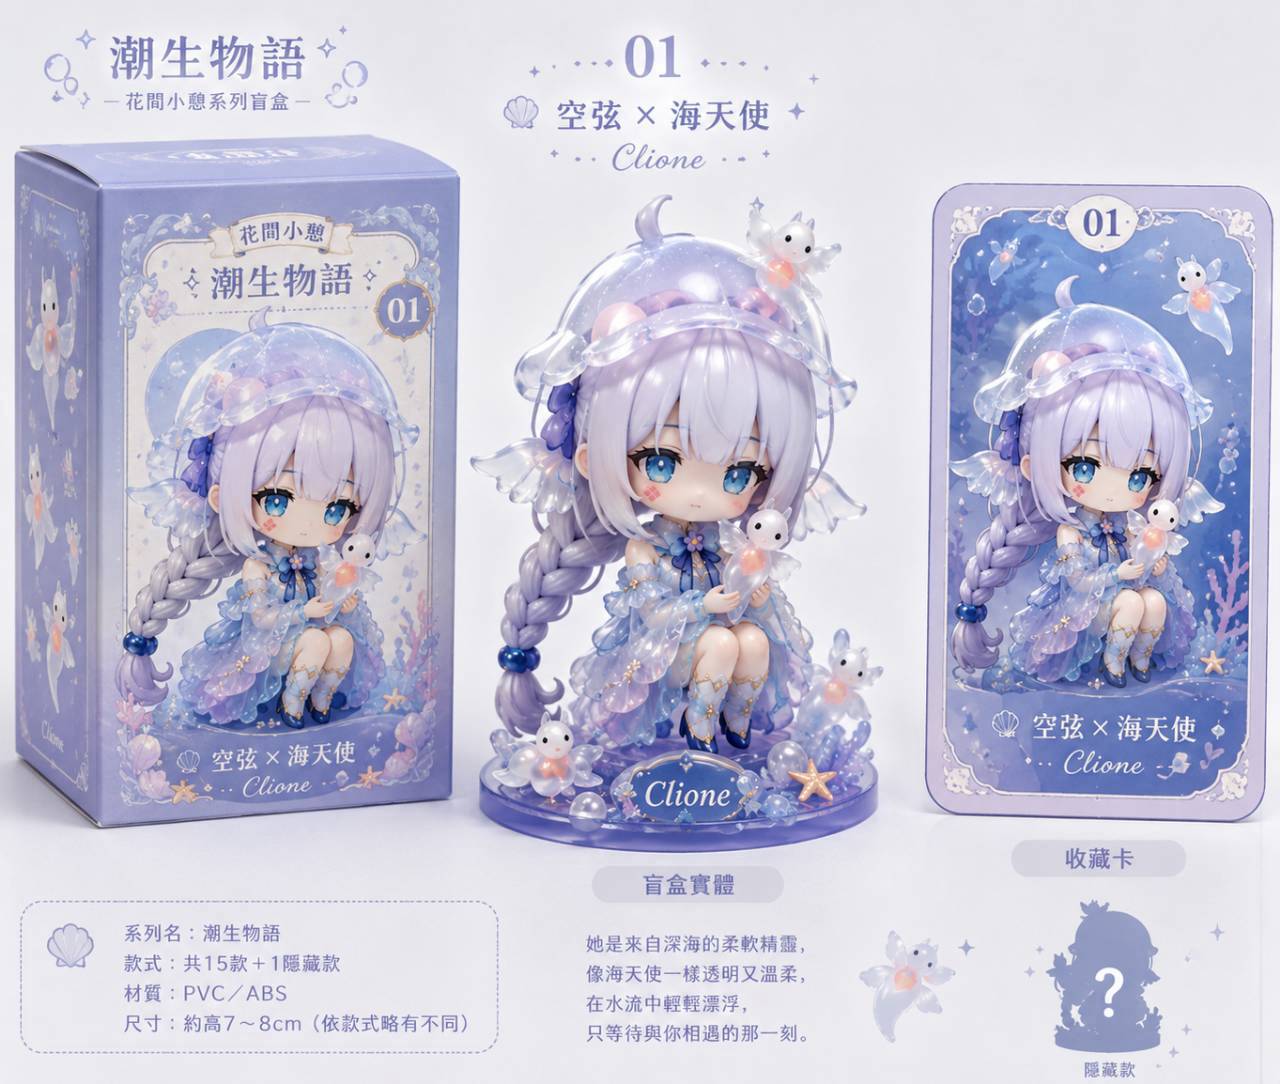 潮生物語
花間小憩系列盲盒
01
空弦 × 海天使
Clione
花間小憩
潮生物語
01
空弦 × 海天使
Clione
Clione
Clione
01
空弦 × 海天使
Clione
盲盒實體
收藏卡
系列名：潮生物語
款式：共15款＋1隱藏款
材質：PVC／ABS
尺寸：約高7～8cm（依款式略有不同）
她是來自深海的柔軟精靈，
像海天使一樣透明又溫柔，
在水流中輕輕漂浮，
只等待與你相遇的那一刻。
?
隱藏款